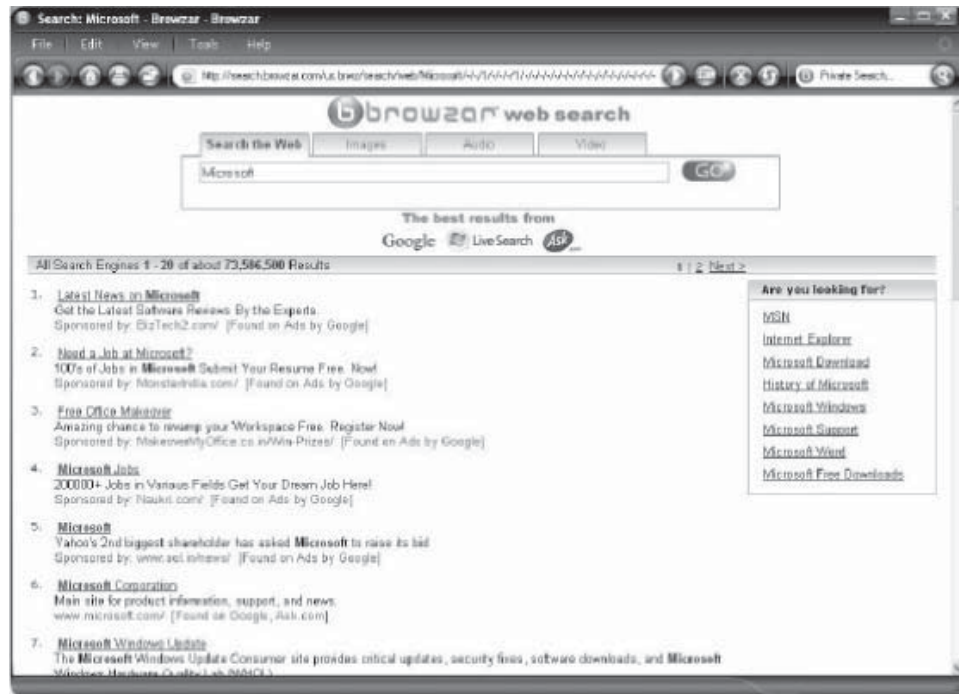 Search: Microsoft - Browzar - Browzar
File Edit View Tools Help
Private Search...
browzar web search
Search the Web Images Audio Video
Microsoft
GO
The best results from
Google Live Search Ask
All Search Engines 1 - 20 of about 73,586,500 Results
1 | 2 Next >
1. Latest News on Microsoft
Get the Latest Software Reviews By the Experts.
Sponsored by: BizTech2.com/ [Found on Ads by Google]
2. Need a Job at Microsoft?
100's of Jobs in Microsoft Submit Your Resume Free. Now!
Sponsored by: MonsterIndia.com/ [Found on Ads by Google]
3. Free Office Makeover
Amazing chance to revamp your Workspace Free. Register Now!
Sponsored by: MakeoverMyOffice.co.in/Win-Prizes/ [Found on Ads by Google]
4. Microsoft Jobs
200000+ Jobs in Various Fields Get Your Dream Job Here!
Sponsored by: Naukri.com/ [Found on Ads by Google]
5. Microsoft
Yahoo's 2nd biggest shareholder has asked Microsoft to raise its bid
Sponsored by: www.aol.in/news/ [Found on Ads by Google]
6. Microsoft Corporation
Main site for product information, support, and news.
www.microsoft.com/ [Found on Google, Ask.com]
7. Microsoft Windows Update
The Microsoft Windows Update Consumer site provides critical updates, security fixes, software downloads, and Microsoft
Windows Hardware Quality Lab (WHQL)
Are you looking for?
MSN
Internet Explorer
Microsoft Download
History of Microsoft
Microsoft Windows
Microsoft Support
Microsoft Word
Microsoft Free Downloads